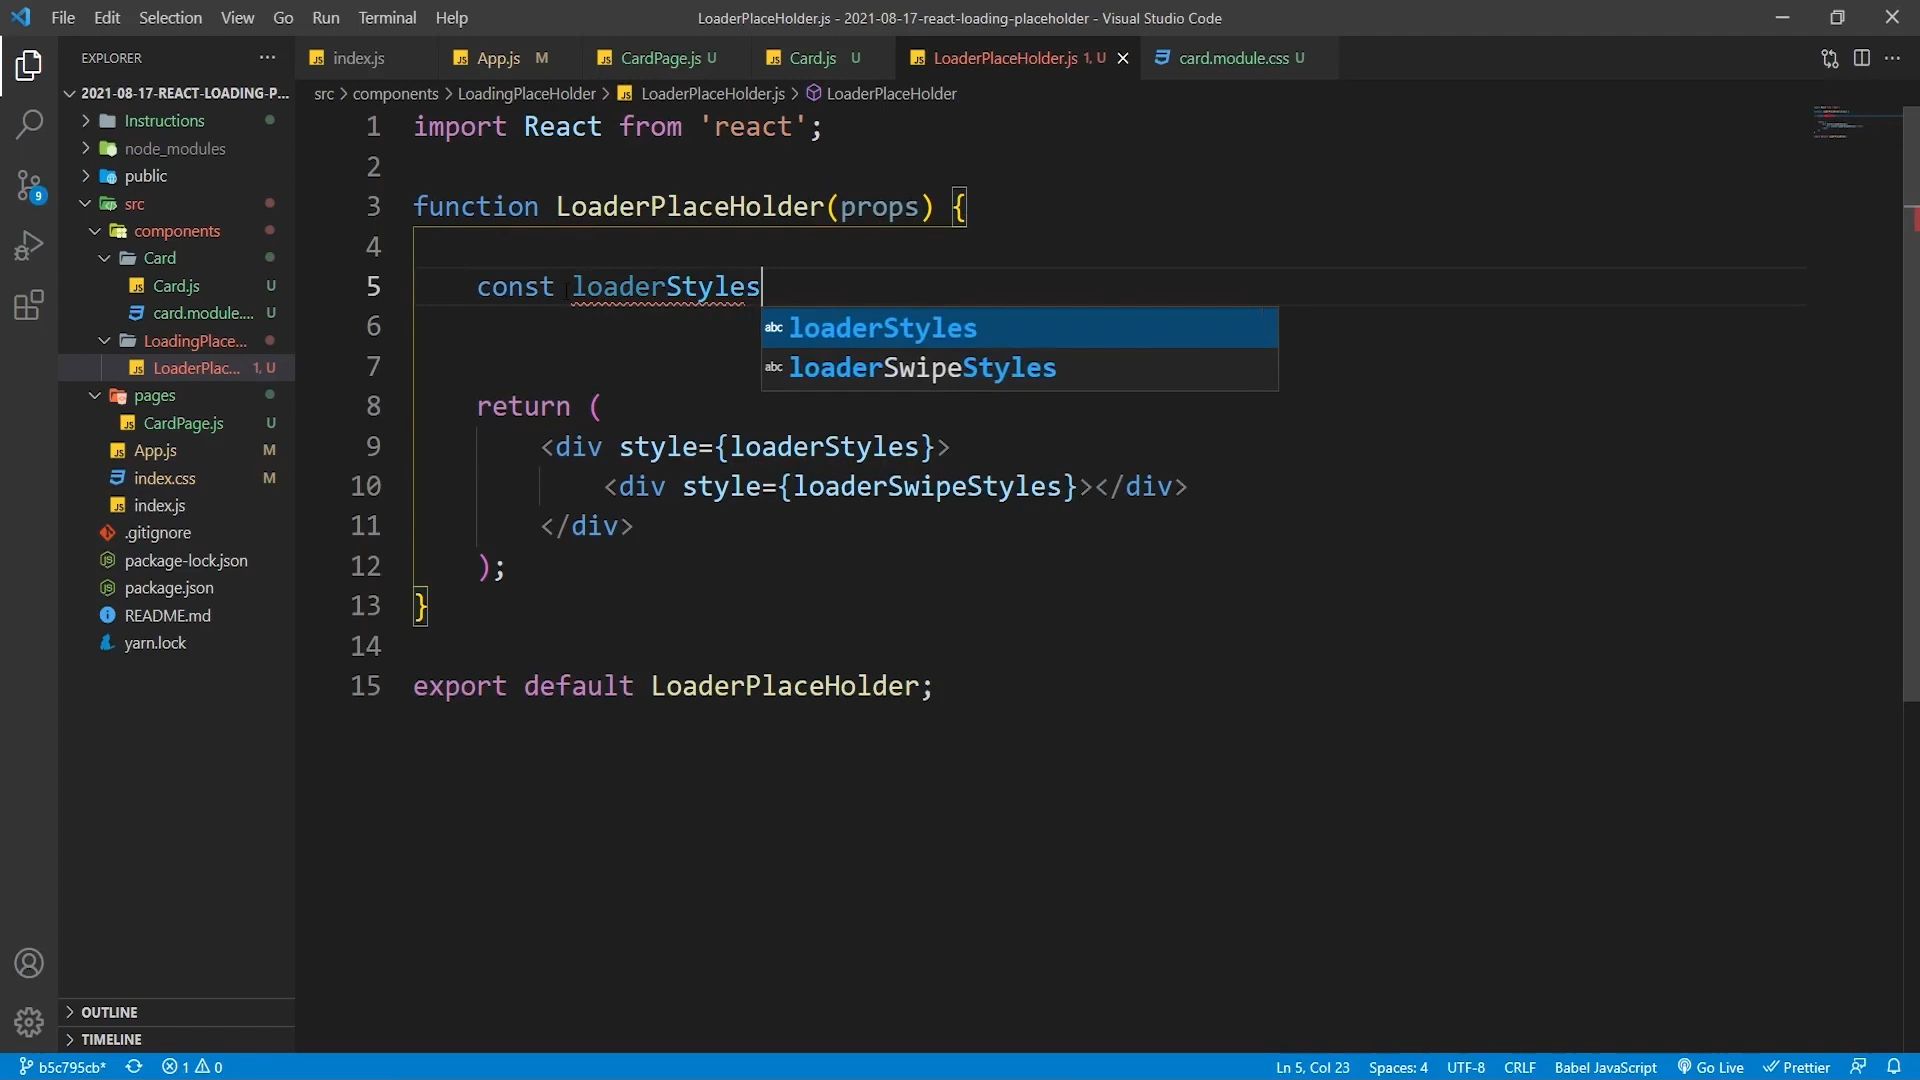 File Edit Selection View Go Run Terminal Help
LoaderPlaceHolder.js - 2021-08-17-react-loading-placeholder - Visual Studio Code
EXPLORER
index.js
App.js M
CardPage.js U
Card.js U
LoaderPlaceHolder.js 1, U
card.module.css U
2021-08-17-REACT-LOADING-P...
Instructions
node_modules
public
src
components
Card
Card.js U
card.module.... U
LoadingPlace...
LoaderPlac... 1, U
pages
CardPage.js U
App.js M
index.css M
index.js
.gitignore
package-lock.json
package.json
README.md
yarn.lock
OUTLINE
TIMELINE
src > components > LoadingPlaceHolder > LoaderPlaceHolder.js > LoaderPlaceHolder
1 import React from 'react';
2
3 function LoaderPlaceHolder(props) {
4
5 const loaderStyles
abc loaderStyles
abc loaderSwipeStyles
6
7
8 return (
9 <div style={loaderStyles}>
10 <div style={loaderSwipeStyles}></div>
11 </div>
12 );
13 }
14
15 export default LoaderPlaceHolder;
9
b5c795cb* 1 0
Ln 5, Col 23 Spaces: 4 UTF-8 CRLF Babel JavaScript Go Live Prettier